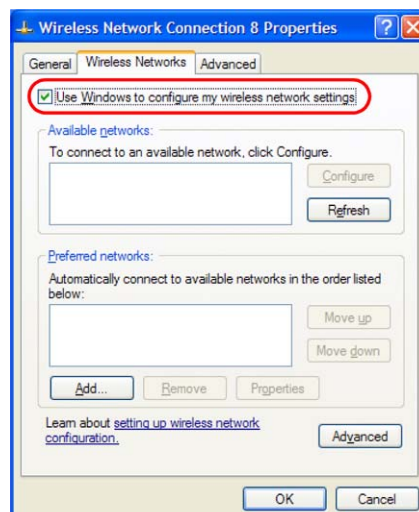 Wireless Network Connection 8 Properties
General Wireless Networks Advanced
Use Windows to configure my wireless network settings
Available networks:
To connect to an available network, click Configure.
Configure
Refresh
Preferred networks:
Automatically connect to available networks in the order listed
below:
Move up
Move down
Add... Remove Properties
Learn about setting up wireless network
configuration.
Advanced
OK Cancel